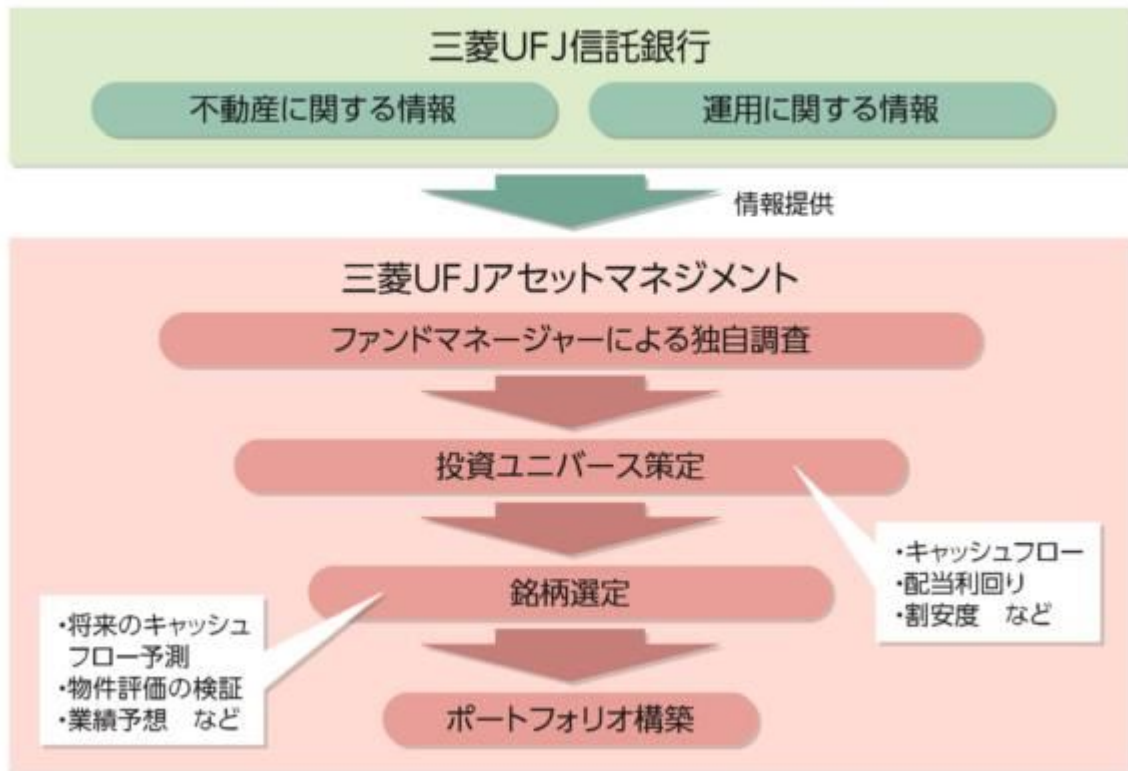 三菱UFJ信託銀行
不動産に関する情報
運用に関する情報
情報提供
三菱UFJアセットマネジメント
ファンドマネージャーによる独自調査
投資ユニバース策定
・キャッシュフロー
・配当利回り
・割安度　など
銘柄選定
・将来のキャッシュ
フロー予測
・物件評価の検証
・業績予想　など
ポートフォリオ構築